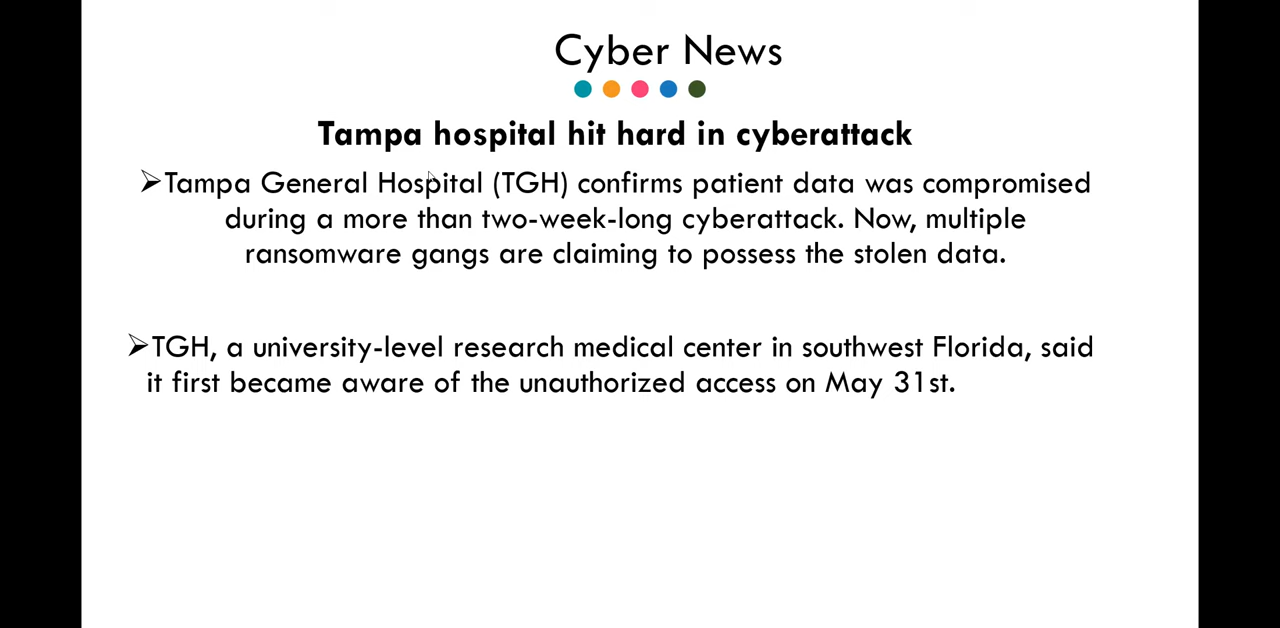 Cyber News
Tampa hospital hit hard in cyberattack
➢Tampa General Hospital (TGH) confirms patient data was compromised
during a more than two-week-long cyberattack. Now, multiple
ransomware gangs are claiming to possess the stolen data.
➢TGH, a university-level research medical center in southwest Florida, said
it first became aware of the unauthorized access on May 31st.